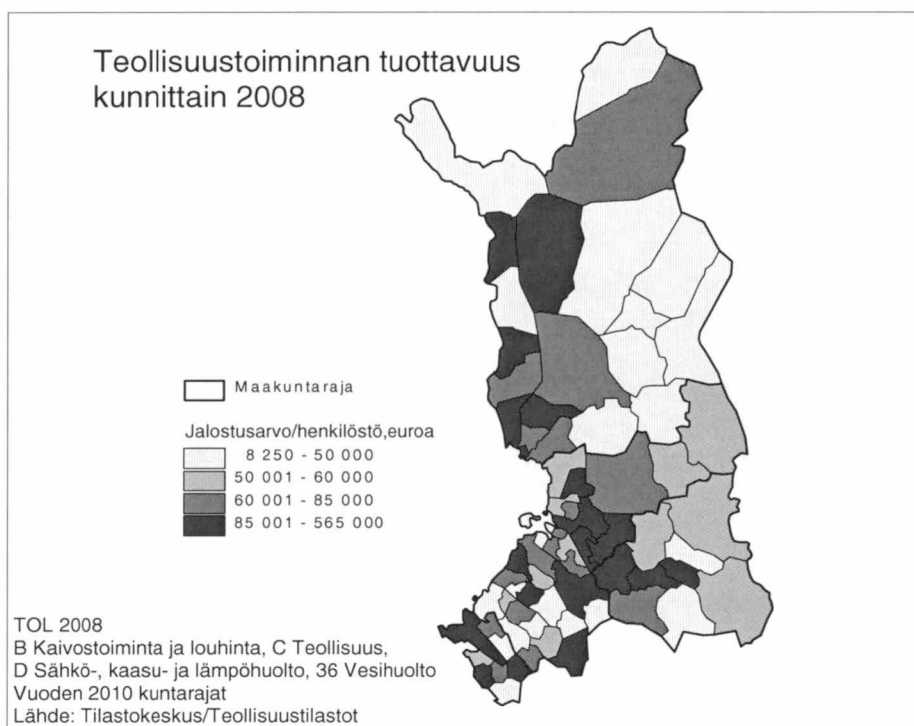 Teollisuustoiminnan tuottavuus
kunnittain 2008
Maakuntaraja
Jalostusarvo/henkilöstö,euroa
8 250 - 50 000
50 001 - 60 000
60 001 - 85 000
85 001 - 565 000
TOL 2008
B Kaivostoiminta ja louhinta, C Teollisuus,
D Sähkö-, kaasu- ja lämpöhuolto, 36 Vesihuolto
Vuoden 2010 kuntarajat
Lähde: Tilastokeskus/Teollisuustilastot